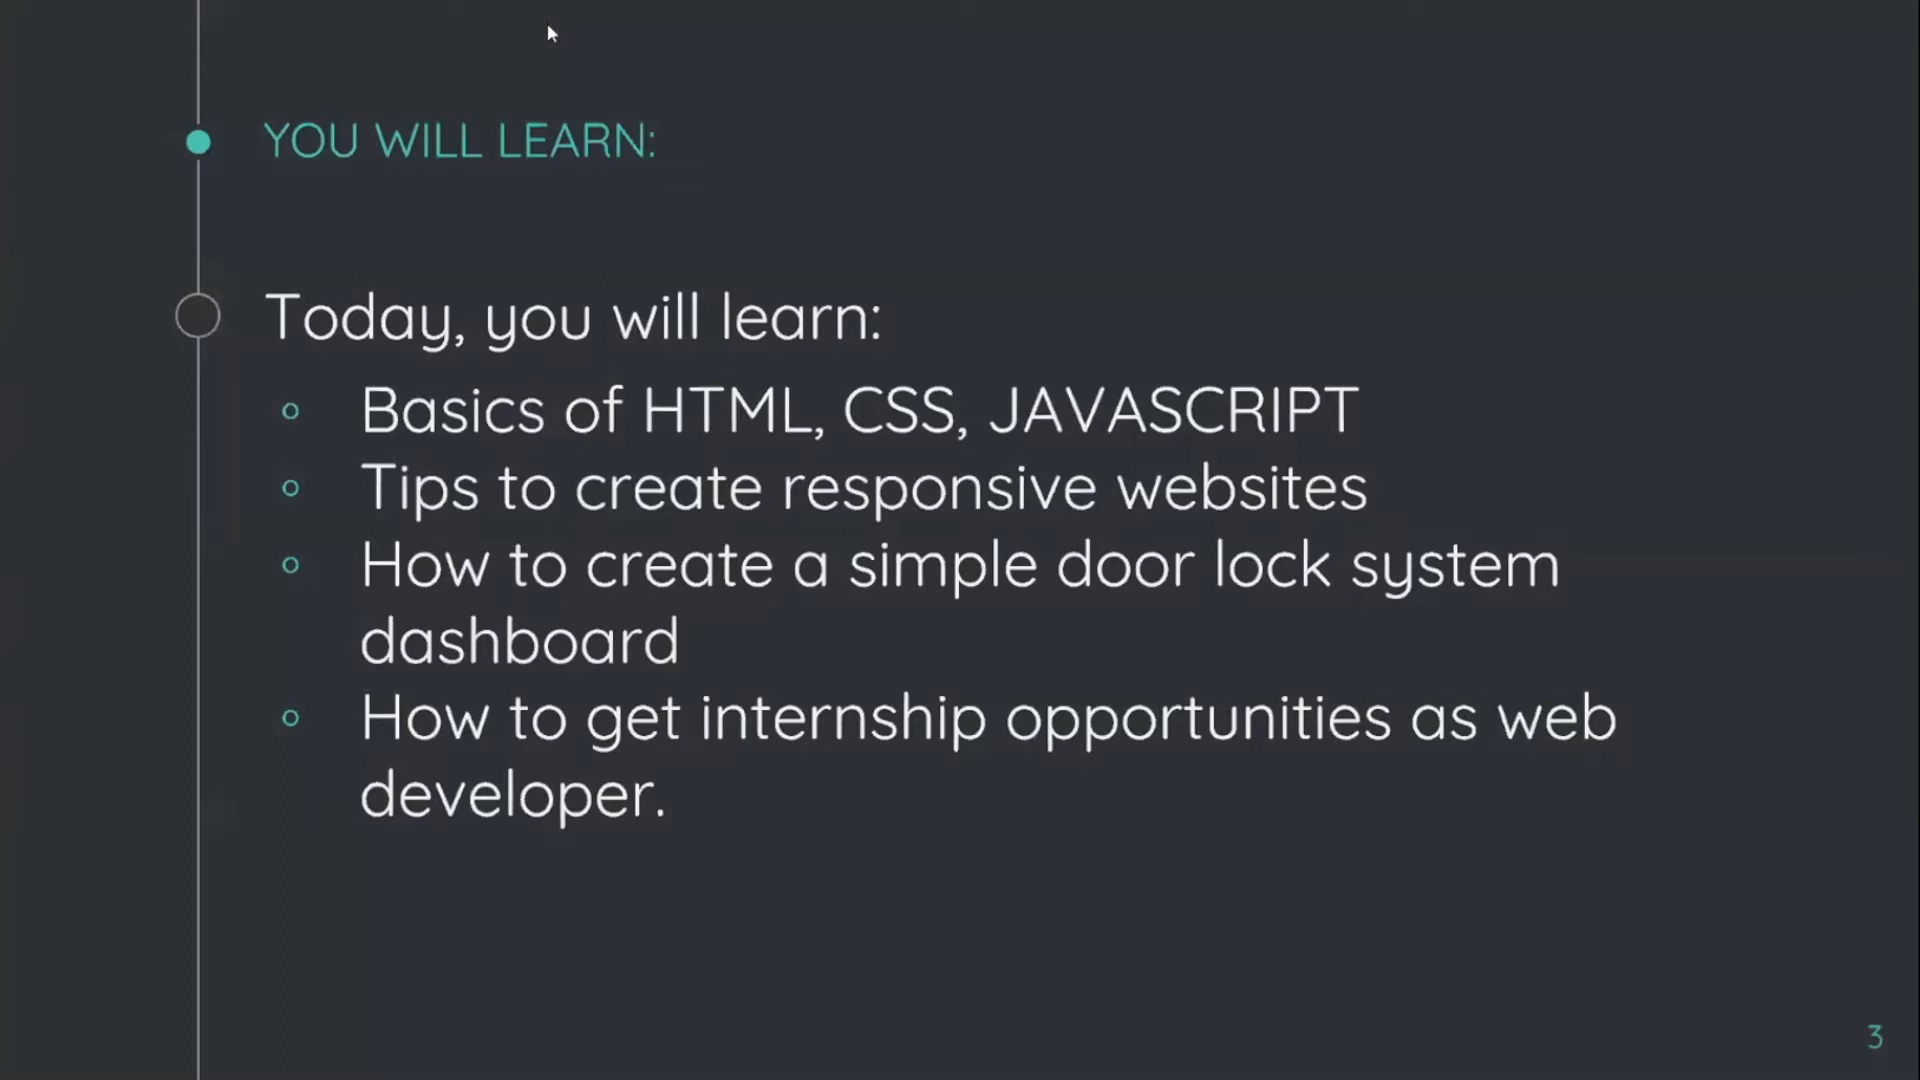 YOU WILL LEARN:
Today, you will learn:
Basics of HTML, CSS, JAVASCRIPT
Tips to create responsive websites
How to create a simple door lock system
dashboard
How to get internship opportunities as web
developer.
3